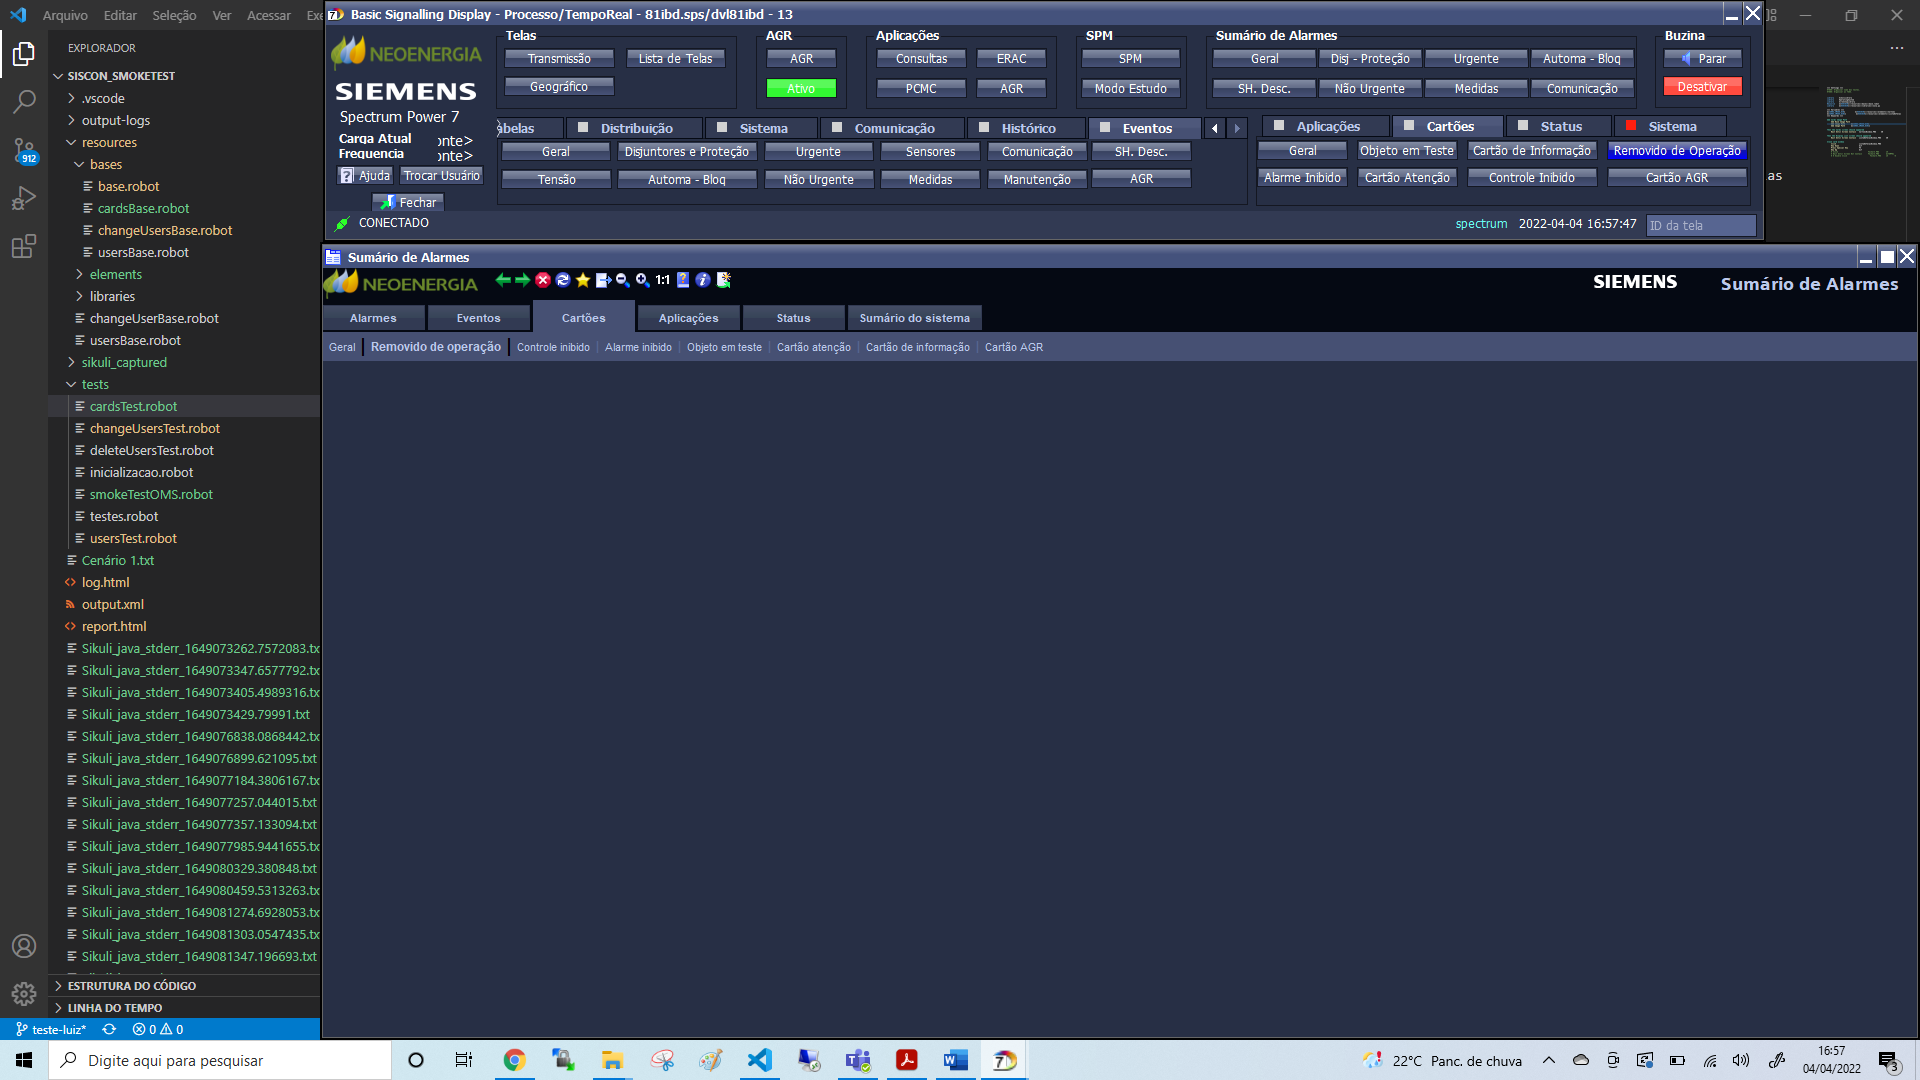 Arquivo Editar Seleção Ver Acessar Exe
Basic Signalling Display - Processo/TempoReal - 81ibd.sps/dvl81ibd - 13
EXPLORADOR
SISCON_SMOKETEST
.vscode
output-logs
resources
bases
base.robot
cardsBase.robot
changeUsersBase.robot
usersBase.robot
elements
libraries
changeUserBase.robot
usersBase.robot
sikuli_captured
tests
cardsTest.robot
changeUsersTest.robot
deleteUsersTest.robot
inicializacao.robot
smokeTestOMS.robot
testes.robot
usersTest.robot
Cenário 1.txt
log.html
output.xml
report.html
Sikuli_java_stderr_1649073262.7572083.tx
Sikuli_java_stderr_1649073347.6577792.tx
Sikuli_java_stderr_1649073405.4989316.tx
Sikuli_java_stderr_1649073429.79991.txt
Sikuli_java_stderr_1649076838.0868442.tx
Sikuli_java_stderr_1649076899.621095.txt
Sikuli_java_stderr_1649077184.3806167.tx
Sikuli_java_stderr_1649077257.044015.txt
Sikuli_java_stderr_1649077357.133094.txt
Sikuli_java_stderr_1649077985.9441655.tx
Sikuli_java_stderr_1649080329.380848.txt
Sikuli_java_stderr_1649080459.5313263.tx
Sikuli_java_stderr_1649081274.6928053.tx
Sikuli_java_stderr_1649081303.0547435.tx
Sikuli_java_stderr_1649081347.196693.txt
ESTRUTURA DO CÓDIGO
LINHA DO TEMPO
912
teste-luiz* 0 0
NEOENERGIA
SIEMENS
Spectrum Power 7
Carga Atual onte>
Frequencia onte>
Ajuda Trocar Usuário
Fechar
CONECTADO
Telas
Transmissão Lista de Telas
Geográfico
AGR
AGR
Ativo
Aplicações
Consultas ERAC
PCMC AGR
SPM
SPM
Modo Estudo
Sumário de Alarmes
Geral Disj - Proteção Urgente Automa - Bloq
SH. Desc. Não Urgente Medidas Comunicação
Buzina
Parar
Desativar
abelas Distribuição Sistema Comunicação Histórico Eventos
Geral Disjuntores e Proteção Urgente Sensores Comunicação SH. Desc.
Tensão Automa - Bloq Não Urgente Medidas Manutenção AGR
Aplicações Cartões Status Sistema
Geral Objeto em Teste Cartão de Informação Removido de Operação
Alarme Inibido Cartão Atenção Controle Inibido Cartão AGR
as
spectrum 2022-04-04 16:57:47 ID da tela
Sumário de Alarmes
NEOENERGIA 1:1 SIEMENS Sumário de Alarmes
Alarmes Eventos Cartões Aplicações Status Sumário do sistema
Geral Removido de operação Controle inibido Alarme inibido Objeto em teste Cartão atenção Cartão de informação Cartão AGR
Digite aqui para pesquisar
22°C Panc. de chuva
16:57
04/04/2022
3